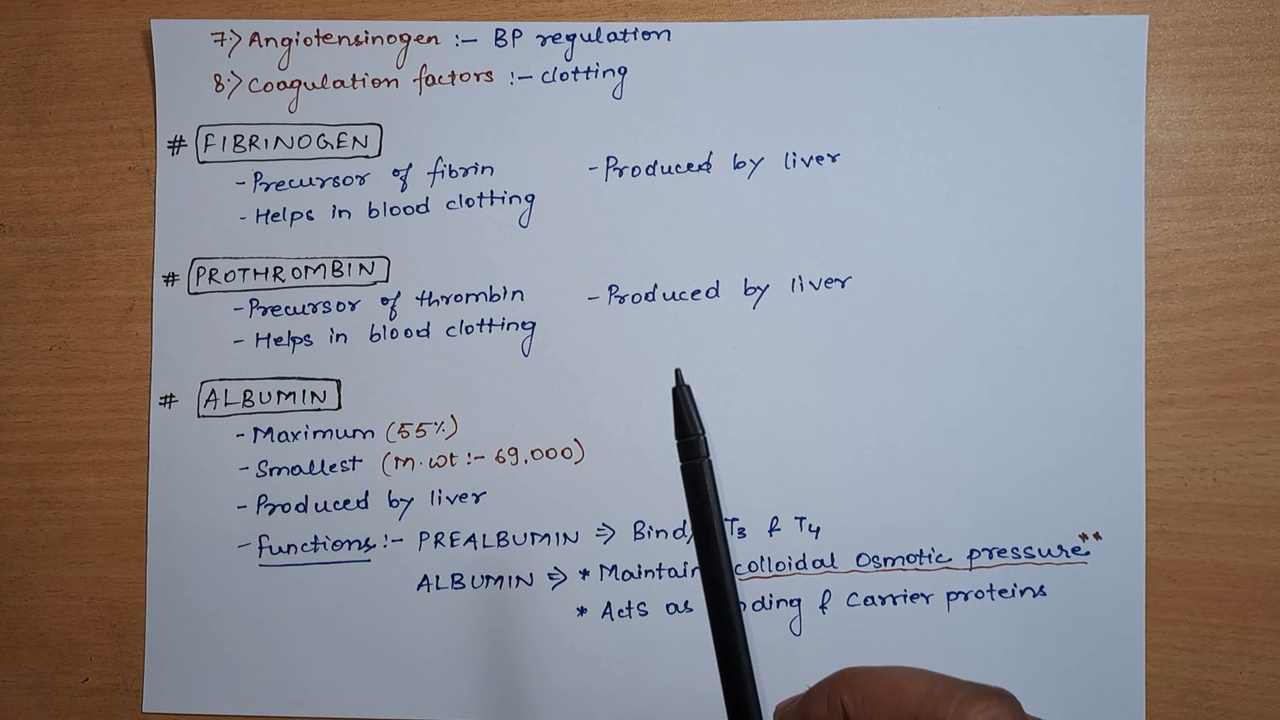 7:) Angiotensinogen :- BP regulation
8:) Coagulation factors :- clotting
# FIBRINOGEN
- Precursor of fibrin - Produced by liver
- Helps in blood clotting
# PROTHROMBIN
- Precursor of thrombin - Produced by liver
- Helps in blood clotting
# ALBUMIN
- Maximum (55%)
- Smallest (m.wt :- 69,000)
- Produced by liver
- functions :- PREALBUMIN ⇒ Bind T3 & T4
ALBUMIN ⇒ * Maintain colloidal Osmotic pressure**
* Acts as & Carrier proteins